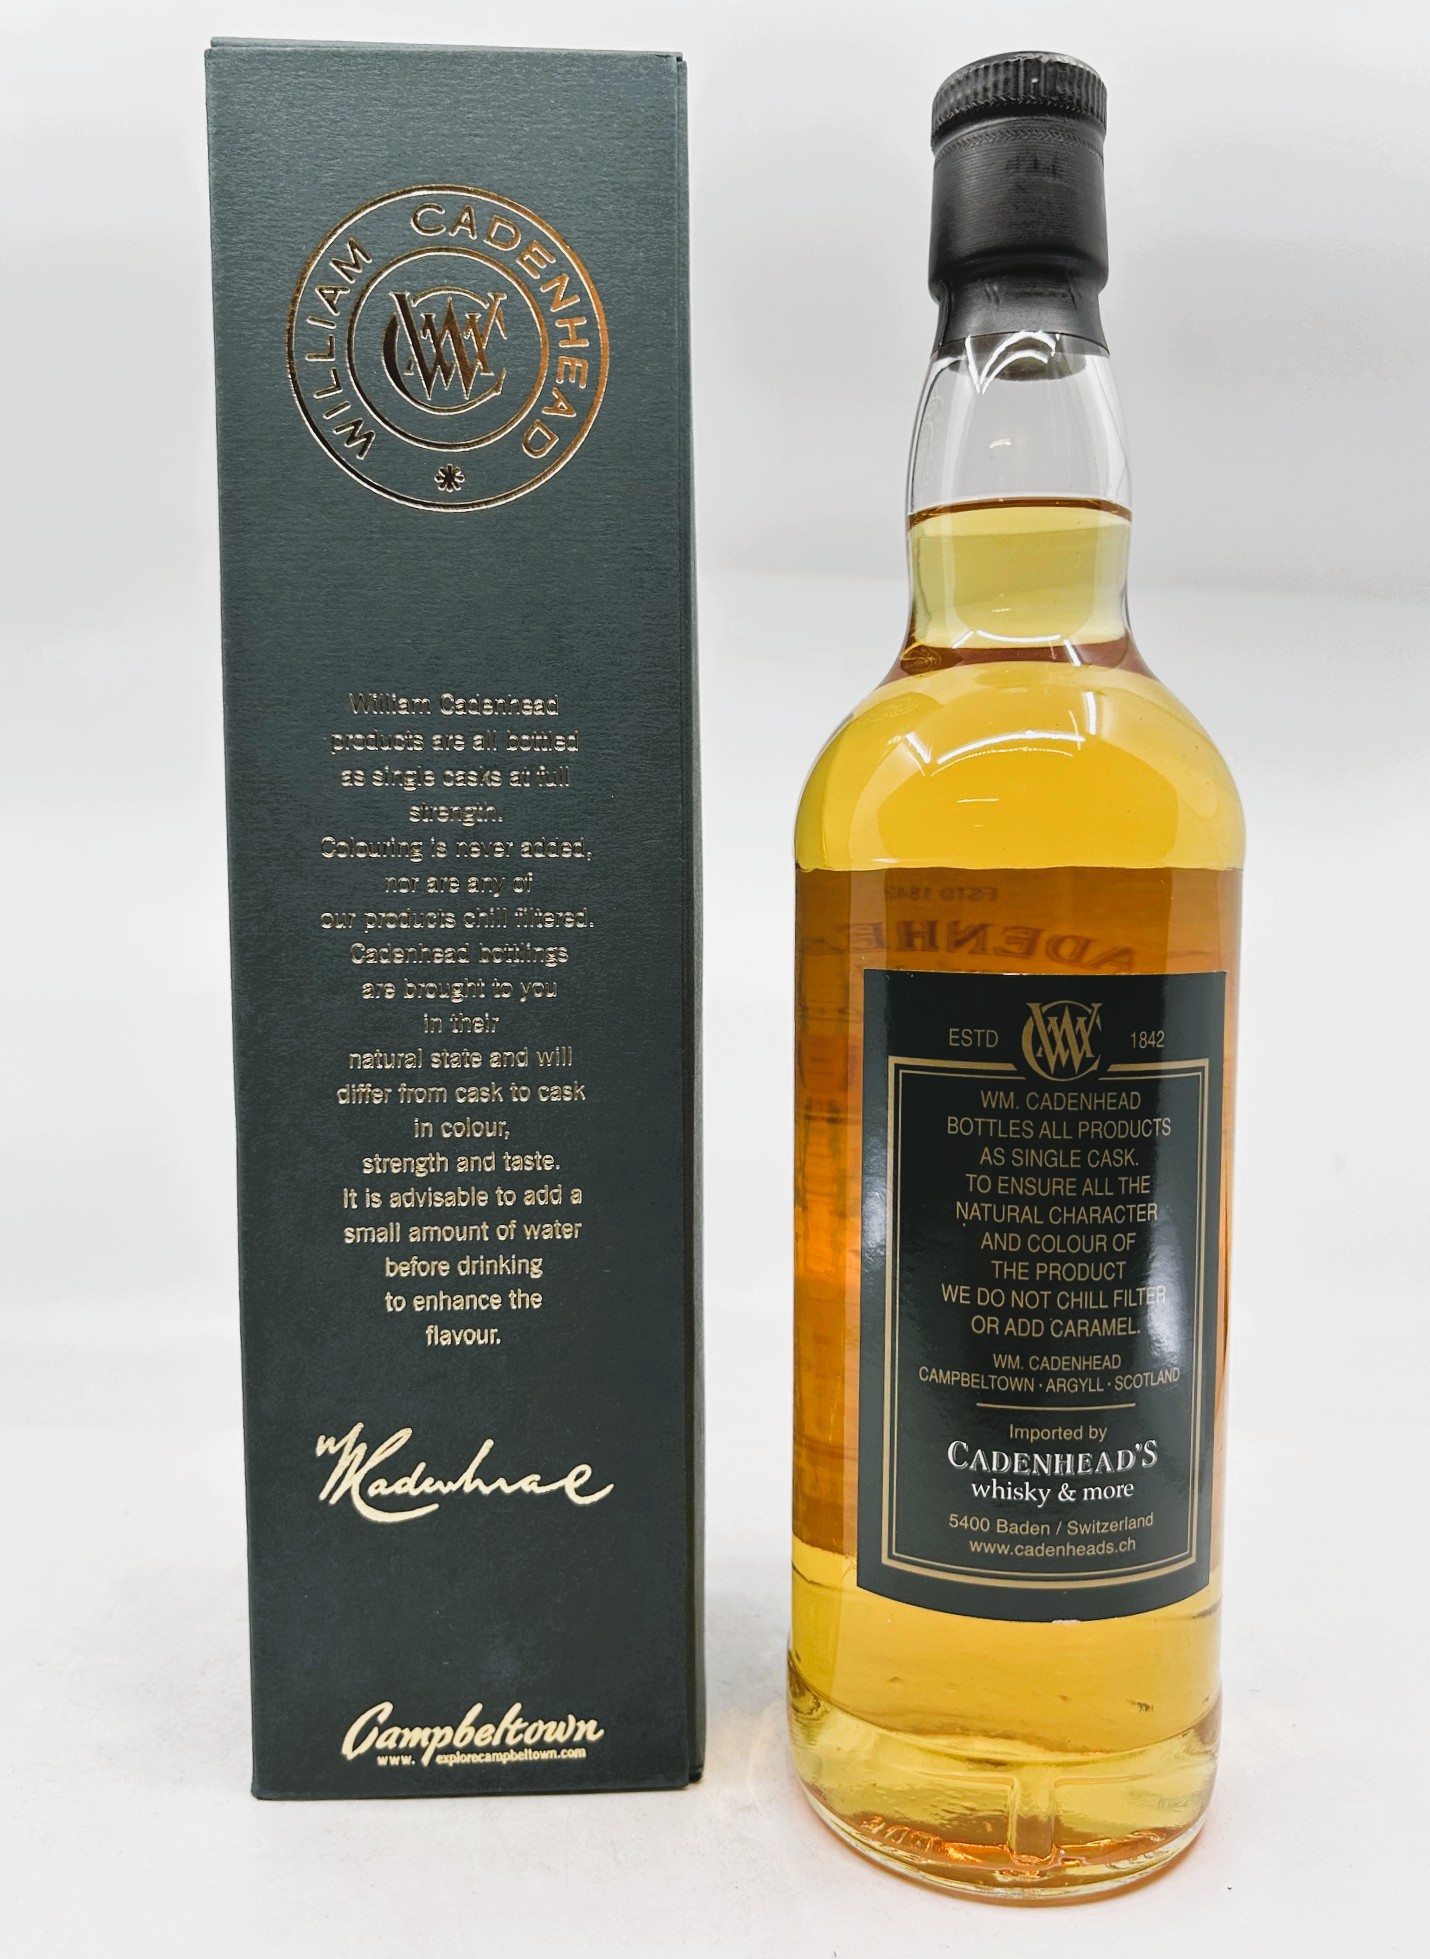 WILLIAM CADENHEAD
William Cadenhead
products are all bottled
as single casks at full
strength.
Colouring is never added,
nor are any of
our products chill filtered.
Cadenhead bottlings
are brought to you
in their
natural state and will
differ from cask to cask
in colour,
strength and taste.
It is advisable to add a
small amount of water
before drinking
to enhance the
flavour.
Wm Cadenhead
Campbeltown
www.explorecampbeltown.com
ESTD 1842
ESTD WC 1842
WM. CADENHEAD
BOTTLES ALL PRODUCTS
AS SINGLE CASK.
TO ENSURE ALL THE
NATURAL CHARACTER
AND COLOUR OF
THE PRODUCT
WE DO NOT CHILL FILTER
OR ADD CARAMEL.
WM. CADENHEAD
CAMPBELTOWN · ARGYLL · SCOTLAND
Imported by
CADENHEAD'S
whisky & more
5400 Baden / Switzerland
www.cadenheads.ch